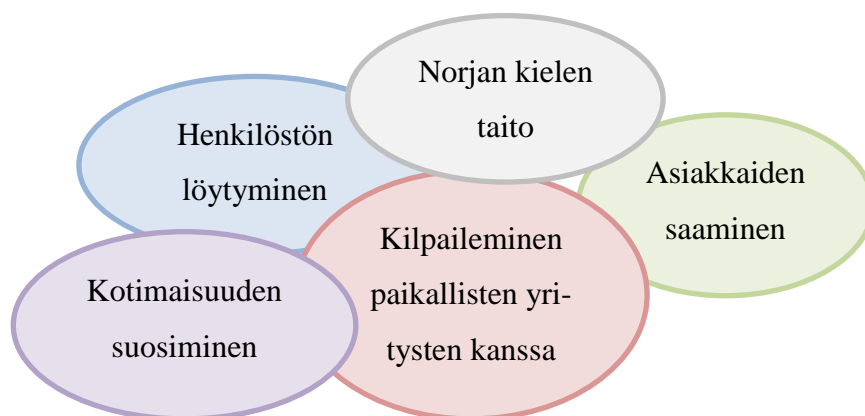 Norjan kielen
taito
Henkilöstön
löytyminen
Asiakkaiden
saaminen
Kilpaileminen
paikallisten yri-
tysten kanssa
Kotimaisuuden
suosiminen